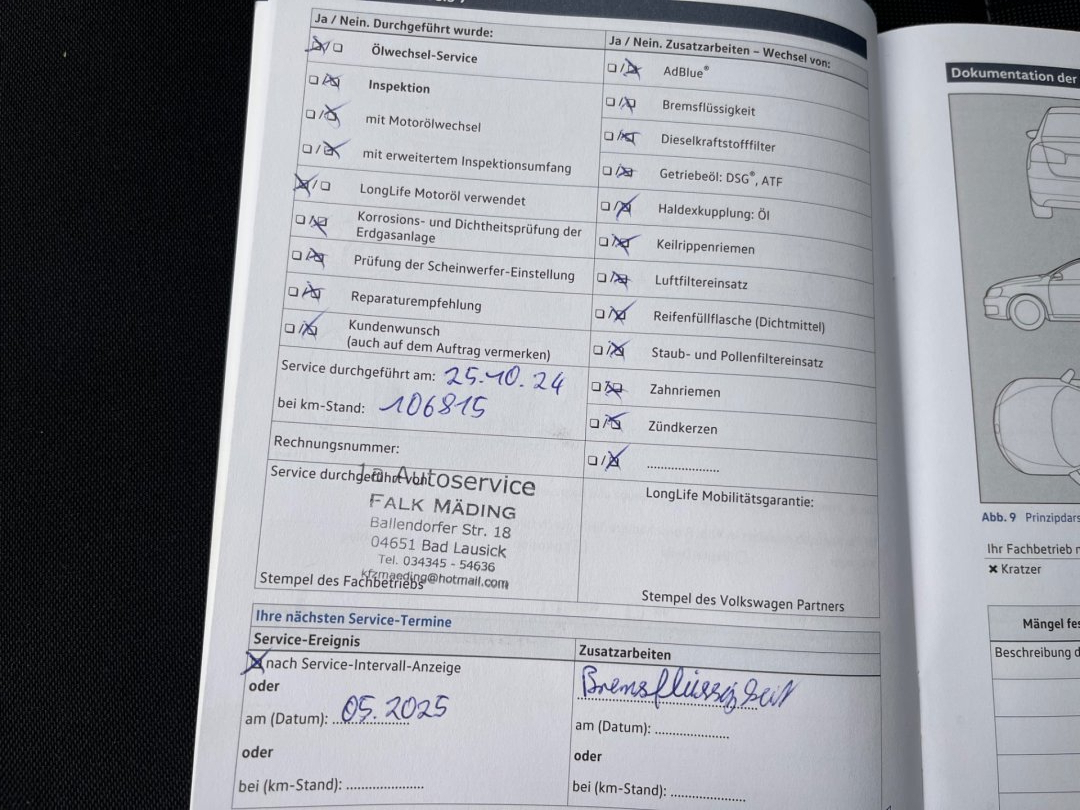 Ja / Nein. Durchgeführt wurde:
Ölwechsel-Service
Inspektion
mit Motorölwechsel
mit erweitertem Inspektionsumfang
LongLife Motoröl verwendet
Korrosions- und Dichtheitsprüfung der
Erdgasanlage
Prüfung der Scheinwerfer-Einstellung
Reparaturempfehlung
Kundenwunsch
(auch auf dem Auftrag vermerken)
Service durchgeführt am: 25.10.24
bei km-Stand: 106815
Rechnungsnummer:
Service durchgeführt von:
1a Autoservice
FALK MÄDING
Ballendorfer Str. 18
04651 Bad Lausick
Tel. 034345 - 54636
kfzmaeding@hotmail.com
Stempel des Fachbetriebs
Ja / Nein. Zusatzarbeiten – Wechsel von:
AdBlue®
Bremsflüssigkeit
Dieselkraftstofffilter
Getriebeöl: DSG®, ATF
Haldexkupplung: Öl
Keilrippenriemen
Luftfiltereinsatz
Reifenfüllflasche (Dichtmittel)
Staub- und Pollenfiltereinsatz
Zahnriemen
Zündkerzen
....................
LongLife Mobilitätsgarantie:
Stempel des Volkswagen Partners
Ihre nächsten Service-Termine
Service-Ereignis
nach Service-Intervall-Anzeige
oder
am (Datum): 05.2025
oder
bei (km-Stand): ....................
Zusatzarbeiten
Bremsflüssigkeit
am (Datum): ....................
oder
bei (km-Stand): ....................
Dokumentation der
Abb. 9 Prinzipdars
Ihr Fachbetrieb
✖ Kratzer
Mängel fes
Beschreibung d